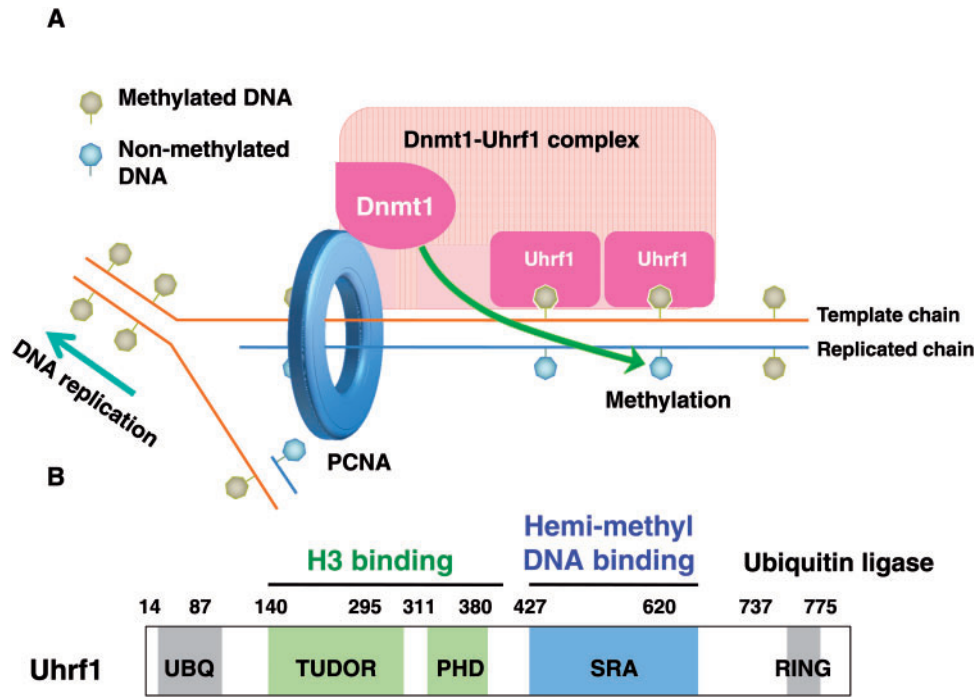 A
Methylated DNA
Non-methylated
DNA
Dnmt1-Uhrf1 complex
Dnmt1
Uhrf1 Uhrf1
Template chain
Replicated chain
DNA replication
Methylation
PCNA
B
Hemi-methyl
H3 binding DNA binding Ubiquitin ligase
14 87 140 295 311 380 427 620 737 775
Uhrf1 UBQ TUDOR PHD SRA RING